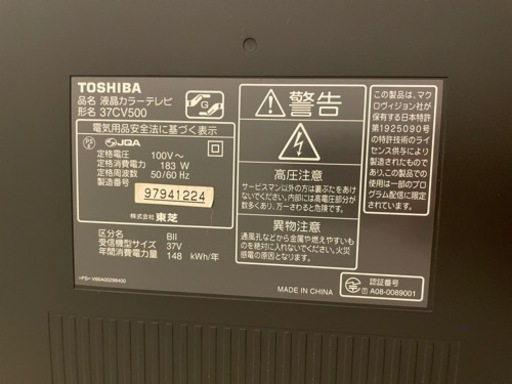 TOSHIBA
品名 液晶カラーテレビ
形名 37CV500
電気用品安全法に基づく表示
JQA
定格電圧 100V～
定格消費電力 183 W
定格周波数 50/60 Hz
製造番号
97941224
株式会社 東芝
区分名 BII
受信機型サイズ 37V
年間消費電力量 148 kWh/年
<PS> V66A00298400
G
警告
高圧注意
サービスマン以外の方は裏ぶたをあけ
ないでください。内部には高電圧部分が
数多くあり、万一さわると危険です。
異物注意
通風孔などから金属や燃えやすいも
のを絶対に入れないでください。火災
感電の原因になります。
MADE IN CHINA
この製品は、マク
ロヴィジョン社が
保有する日本特許
第1925090号
の特許技術のライ
センス供与により
製造されたもので
あってこの製品の
使用は一部のプロ
グラム配信に限定
されています。
認証番号
A08-0089001